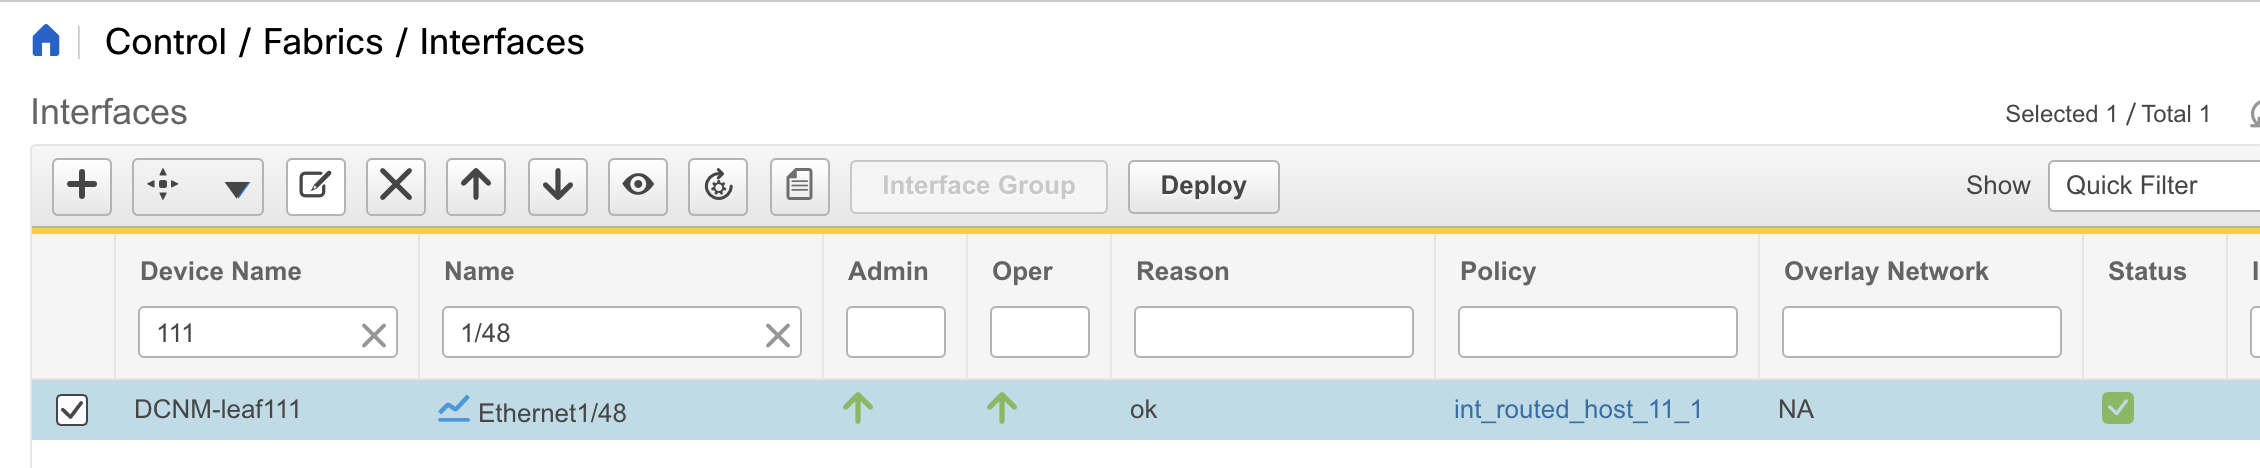 Control / Fabrics / Interfaces
Interfaces
Selected 1 / Total 1
Interface Group Deploy Show Quick Filter
Device Name Name Admin Oper Reason Policy Overlay Network Status
111 1/48
DCNM-leaf111 Ethernet1/48 ok int_routed_host_11_1 NA